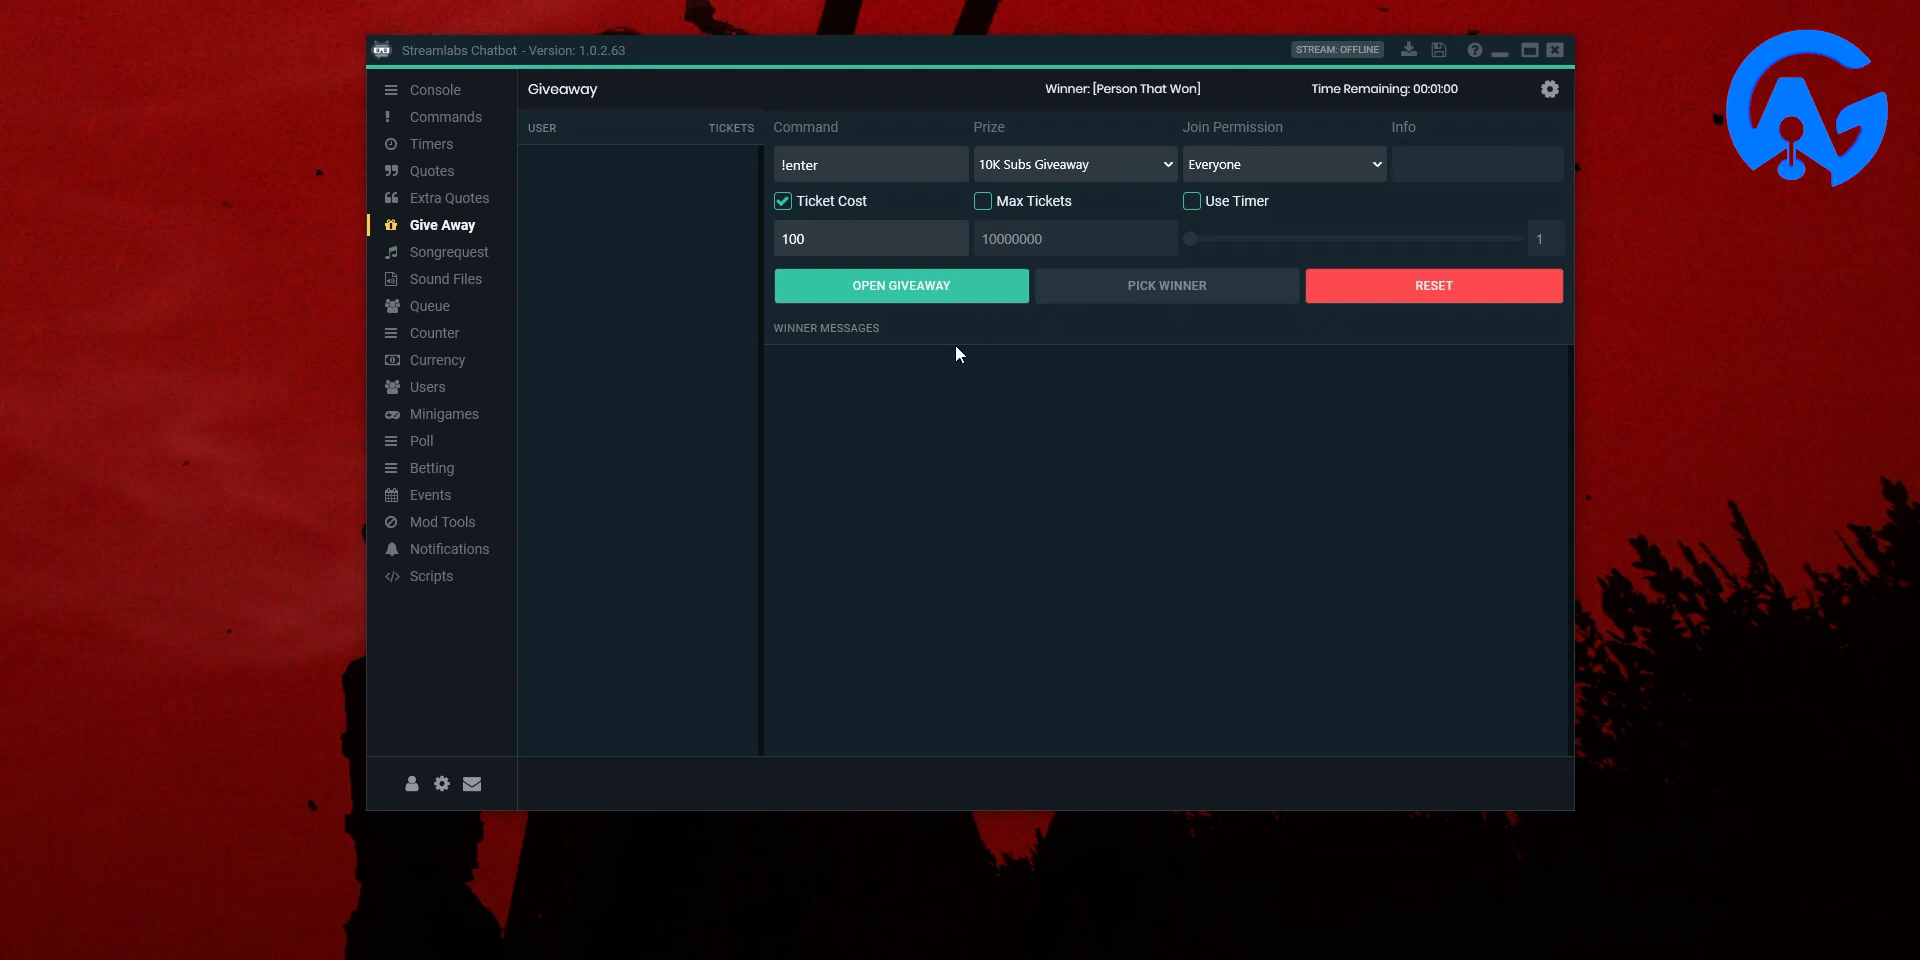 Streamlabs Chatbot - Version: 1.0.2.63
STREAM: OFFLINE
Console
Commands
Timers
Quotes
Extra Quotes
Give Away
Songrequest
Sound Files
Queue
Counter
Currency
Users
Minigames
Poll
Betting
Events
Mod Tools
Notifications
Scripts
Giveaway
Winner: [Person That Won]
Time Remaining: 00:01:00
USER TICKETS
Command Prize Join Permission Info
!enter 10K Subs Giveaway Everyone
Ticket Cost Max Tickets Use Timer
100 10000000 1
OPEN GIVEAWAY PICK WINNER RESET
WINNER MESSAGES